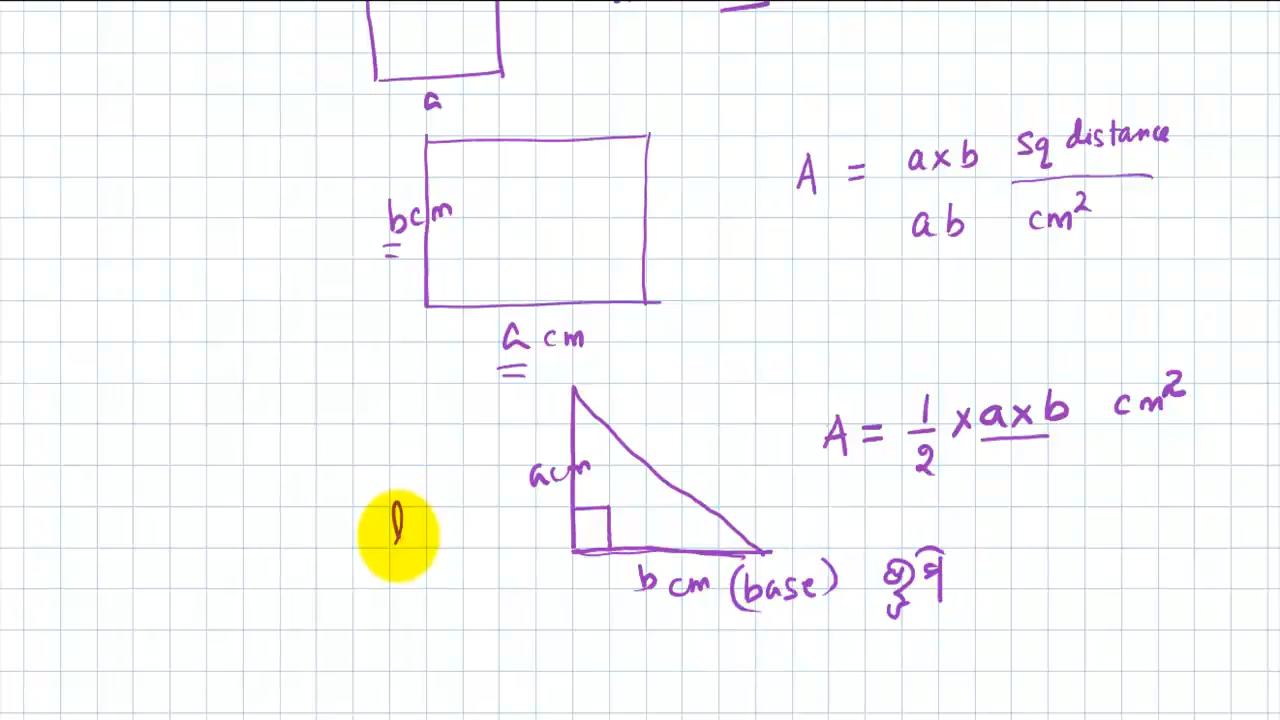 a
A = a x b sq distance
ab cm²
b cm
a cm
A = 1/2 x a x b cm²
a cm
b cm (base)